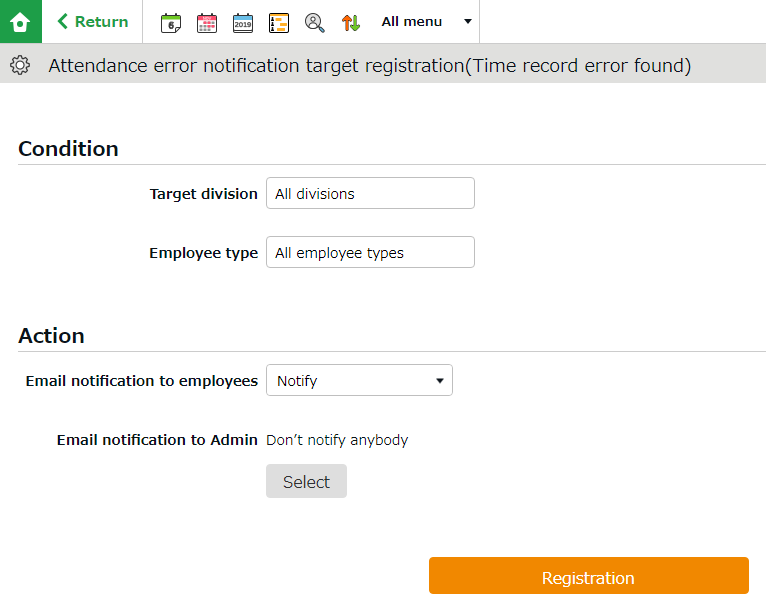 Return
6
2019
All menu
Attendance error notification target registration(Time record error found)
Condition
Target division All divisions
Employee type All employee types
Action
Email notification to employees Notify
Email notification to Admin Don't notify anybody
Select
Registration